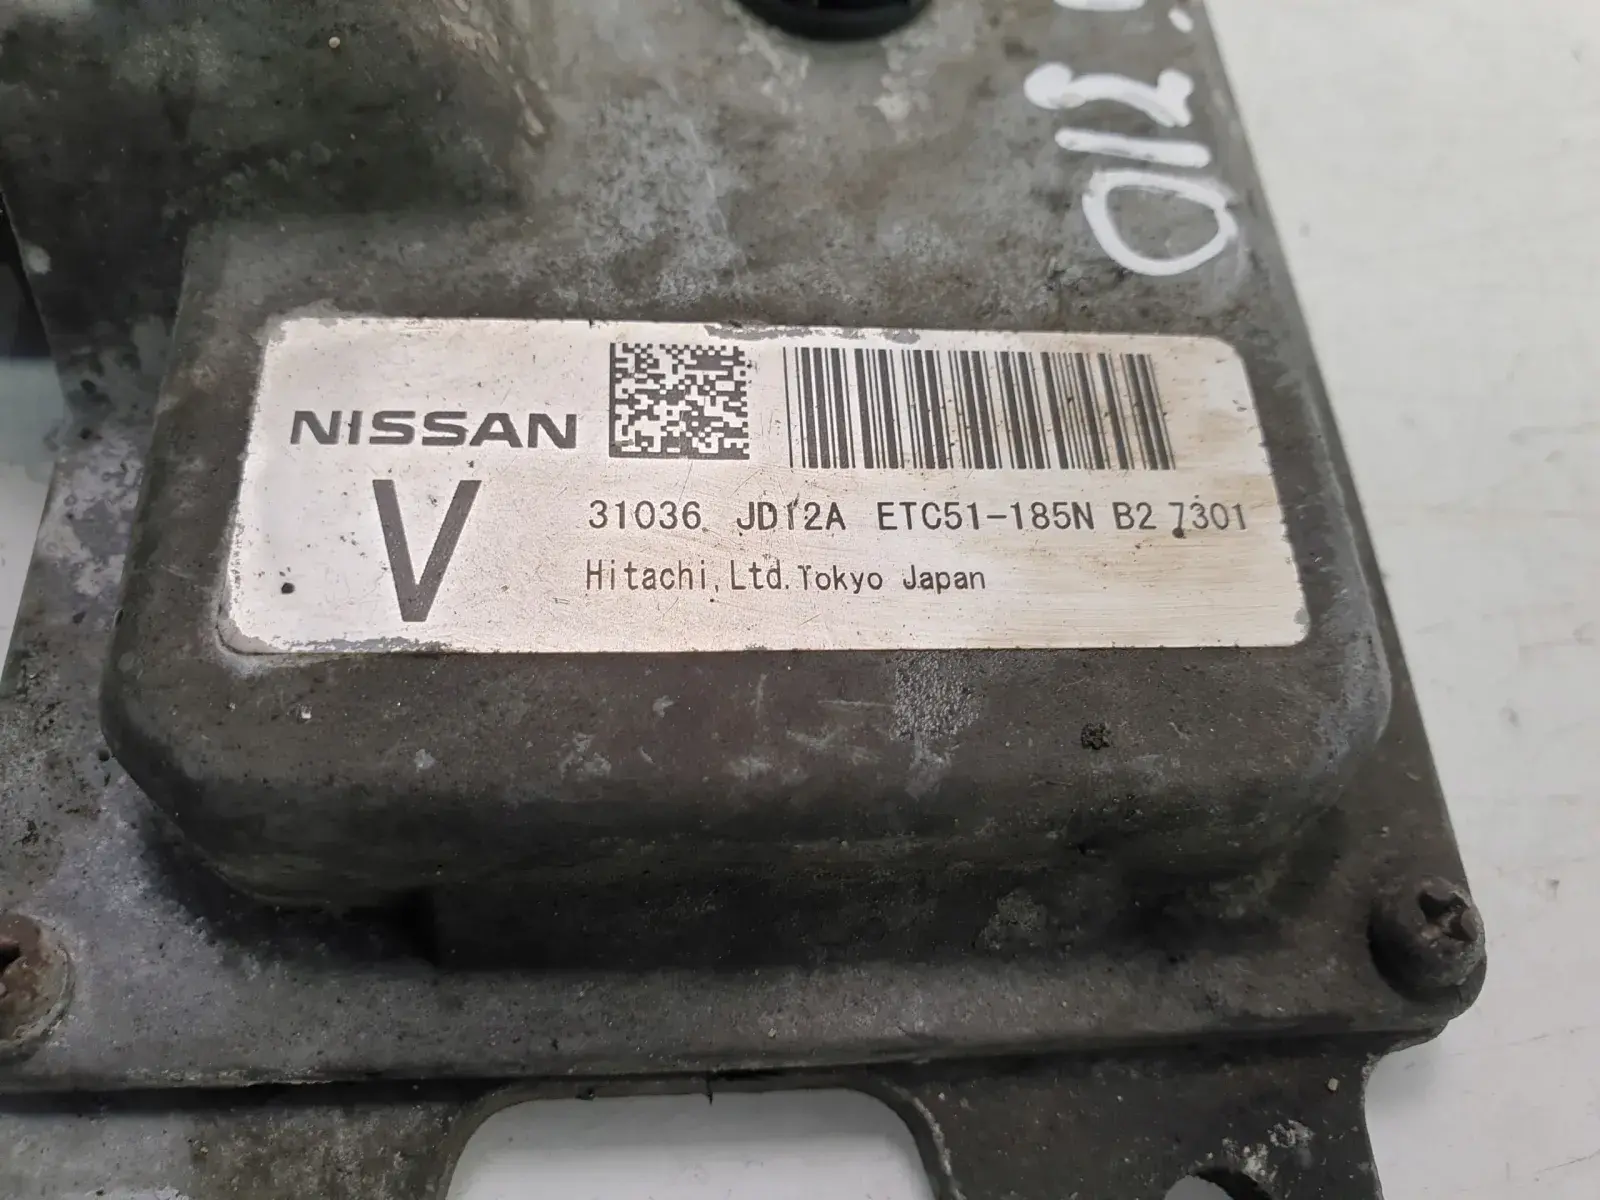 NISSAN
V
31036 JD12A ETC51-185N B2 7301
Hitachi,Ltd.Tokyo Japan